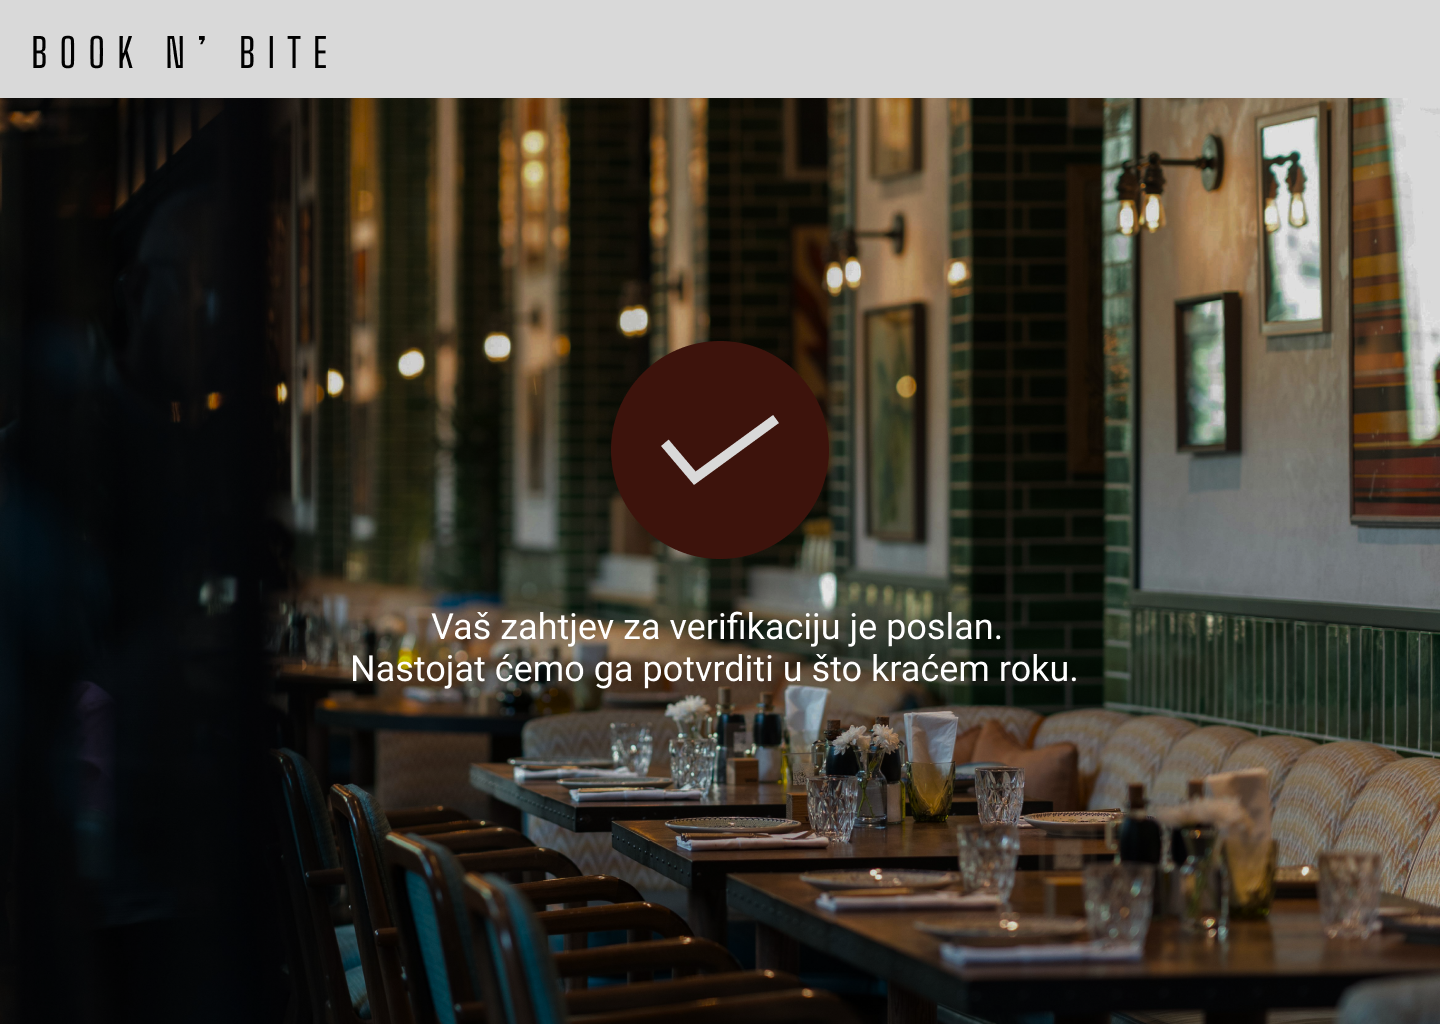 BOOK N' BITE
Vaš zahtjev za verifikaciju je poslan.
Nastojat ćemo ga potvrditi u što kraćem roku.